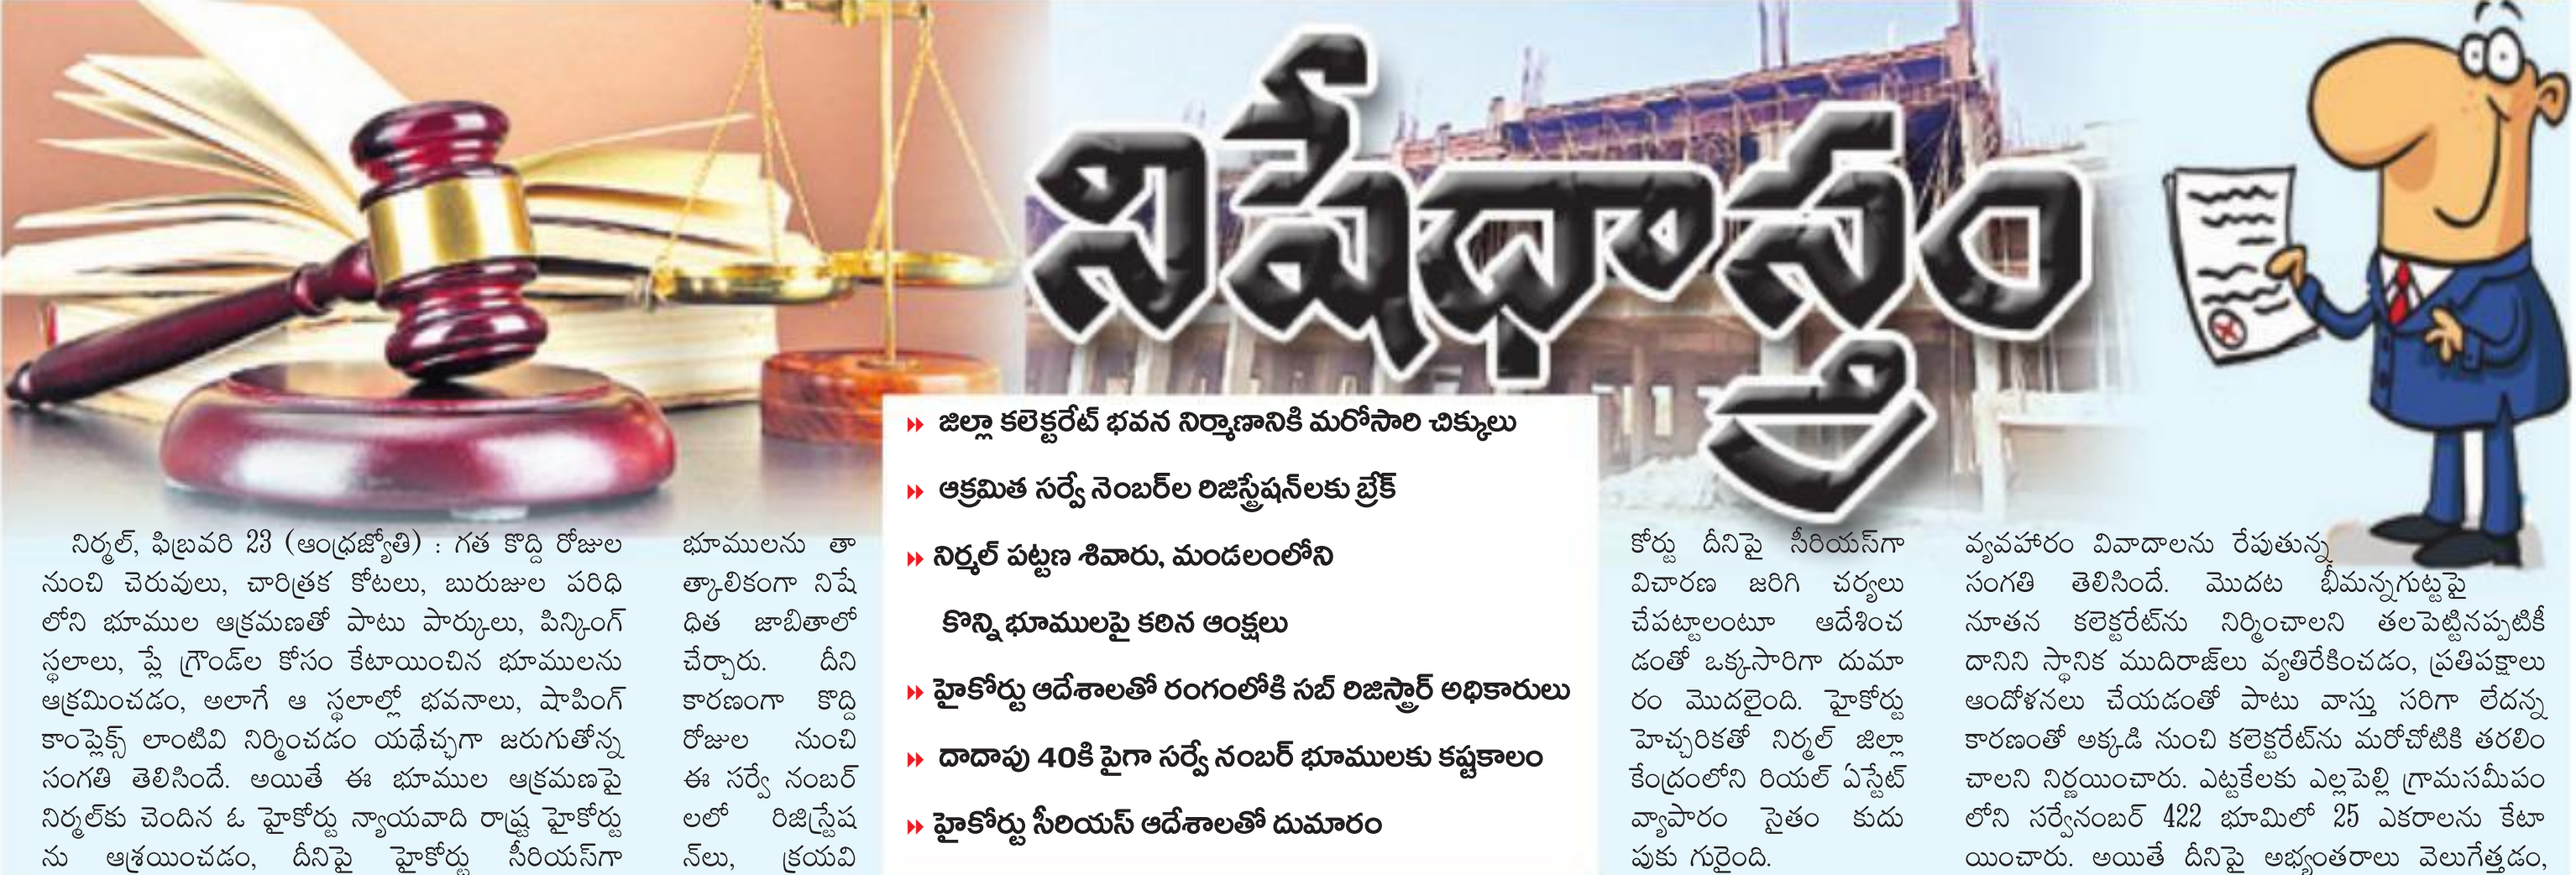 నిషేధాస్త్రం
జిల్లా కలెక్టరేట్ భవన నిర్మాణానికి మరోసారి చిక్కులు
ఆక్రమిత సర్వే నెంబర్‌ల రిజిస్ట్రేషన్‌లకు బ్రేక్
నిర్మల్ పట్టణ శివారు, మండలంలోని
కొన్ని భూములపై కఠిన ఆంక్షలు
హైకోర్టు ఆదేశాలతో రంగంలోకి సబ్ రిజిస్ట్రార్ అధికారులు
దాదాపు 40కి పైగా సర్వే నంబర్ భూములకు కష్టకాలం
హైకోర్టు సీరియస్ ఆదేశాలతో దుమారం
నిర్మల్, ఫిబ్రవరి 23 (ఆంధ్రజ్యోతి) : గత కొద్ది రోజుల
నుంచి చెరువులు, చారిత్రక కోటలు, బురుజుల పరిధి
లోని భూముల ఆక్రమణతో పాటు పార్కులు, పిన్కింగ్
స్థలాలు, ప్లే గ్రౌండ్‌ల కోసం కేటాయించిన భూములను
ఆక్రమించడం, అలాగే ఆ స్థలాల్లో భవనాలు, షాపింగ్
కాంప్లెక్స్ లాంటివి నిర్మించడం యథేచ్ఛగా జరుగుతోన్న
సంగతి తెలిసిందే. అయితే ఈ భూముల ఆక్రమణపై
నిర్మల్‌కు చెందిన ఓ హైకోర్టు న్యాయవాది రాష్ట్ర హైకోర్టు
ను ఆశ్రయించడం, దీనిపై హైకోర్టు సీరియస్‌గా
భూములను తా
త్కాలికంగా నిషే
ధిత జాబితాలో
చేర్చారు. దీని
కారణంగా కొద్ది
రోజుల నుంచి
ఈ సర్వే నంబర్
లలో రిజిస్ట్రేష
న్‌లు, క్రయవి
కోర్టు దీనిపై సీరియస్‌గా
విచారణ జరిగి చర్యలు
చేపట్టాలంటూ ఆదేశించ
డంతో ఒక్కసారిగా దుమా
రం మొదలైంది. హైకోర్టు
హెచ్చరికతో నిర్మల్ జిల్లా
కేంద్రంలోని రియల్ ఏస్టేట్
వ్యాపారం సైతం కుదు
పుకు గురైంది.
వ్యవహారం వివాదాలను రేపుతున్న
సంగతి తెలిసిందే. మొదట భీమన్నగుట్టపై
నూతన కలెక్టరేట్‌ను నిర్మించాలని తలపెట్టినప్పటికీ
దానిని స్థానిక ముదిరాజ్‌లు వ్యతిరేకించడం, ప్రతిపక్షాలు
ఆందోళనలు చేయడంతో పాటు వాస్తు సరిగా లేదన్న
కారణంతో అక్కడి నుంచి కలెక్టరేట్‌ను మరోచోటికి తరలిం
చాలని నిర్ణయించారు. ఎట్టకేలకు ఎల్లపెల్లి గ్రామసమీపం
లోని సర్వేనంబర్ 422 భూమిలో 25 ఎకరాలను కేటా
యించారు. అయితే దీనిపై అభ్యంతరాలు వెలుగేత్తడం,